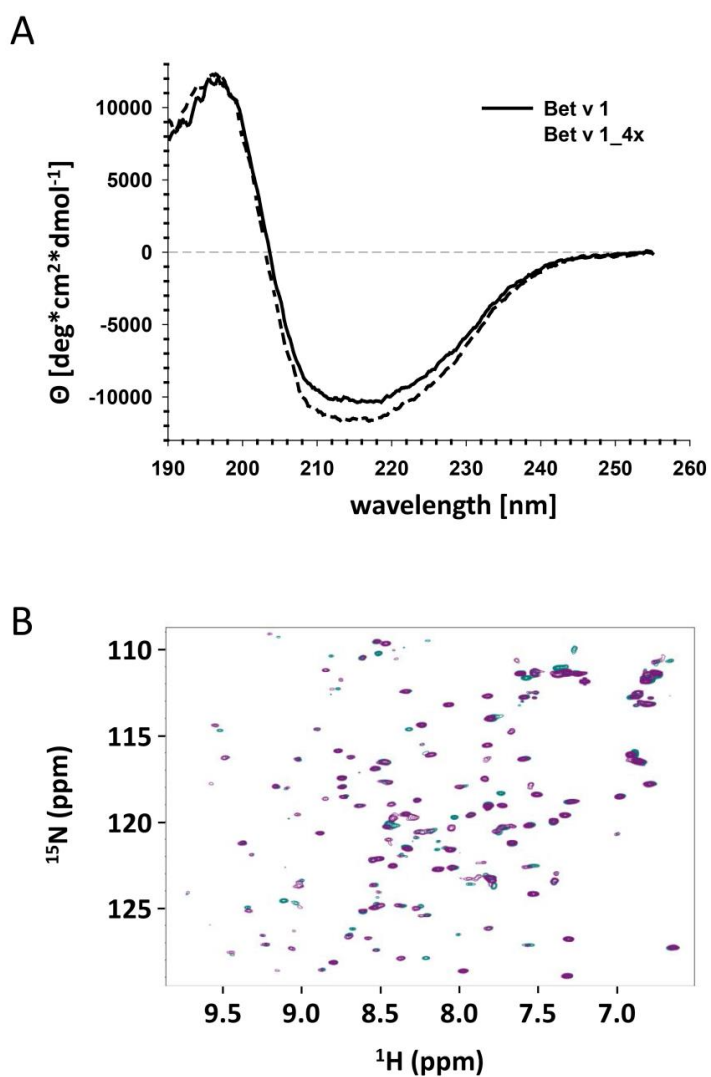 A
10000
5000
0
-5000
-10000
Θ [deg*cm²*dmol⁻¹]
Bet v 1
Bet v 1_4x
190 200 210 220 230 240 250 260
wavelength [nm]
B
110
115
120
125
¹⁵N (ppm)
9.5 9.0 8.5 8.0 7.5 7.0
¹H (ppm)